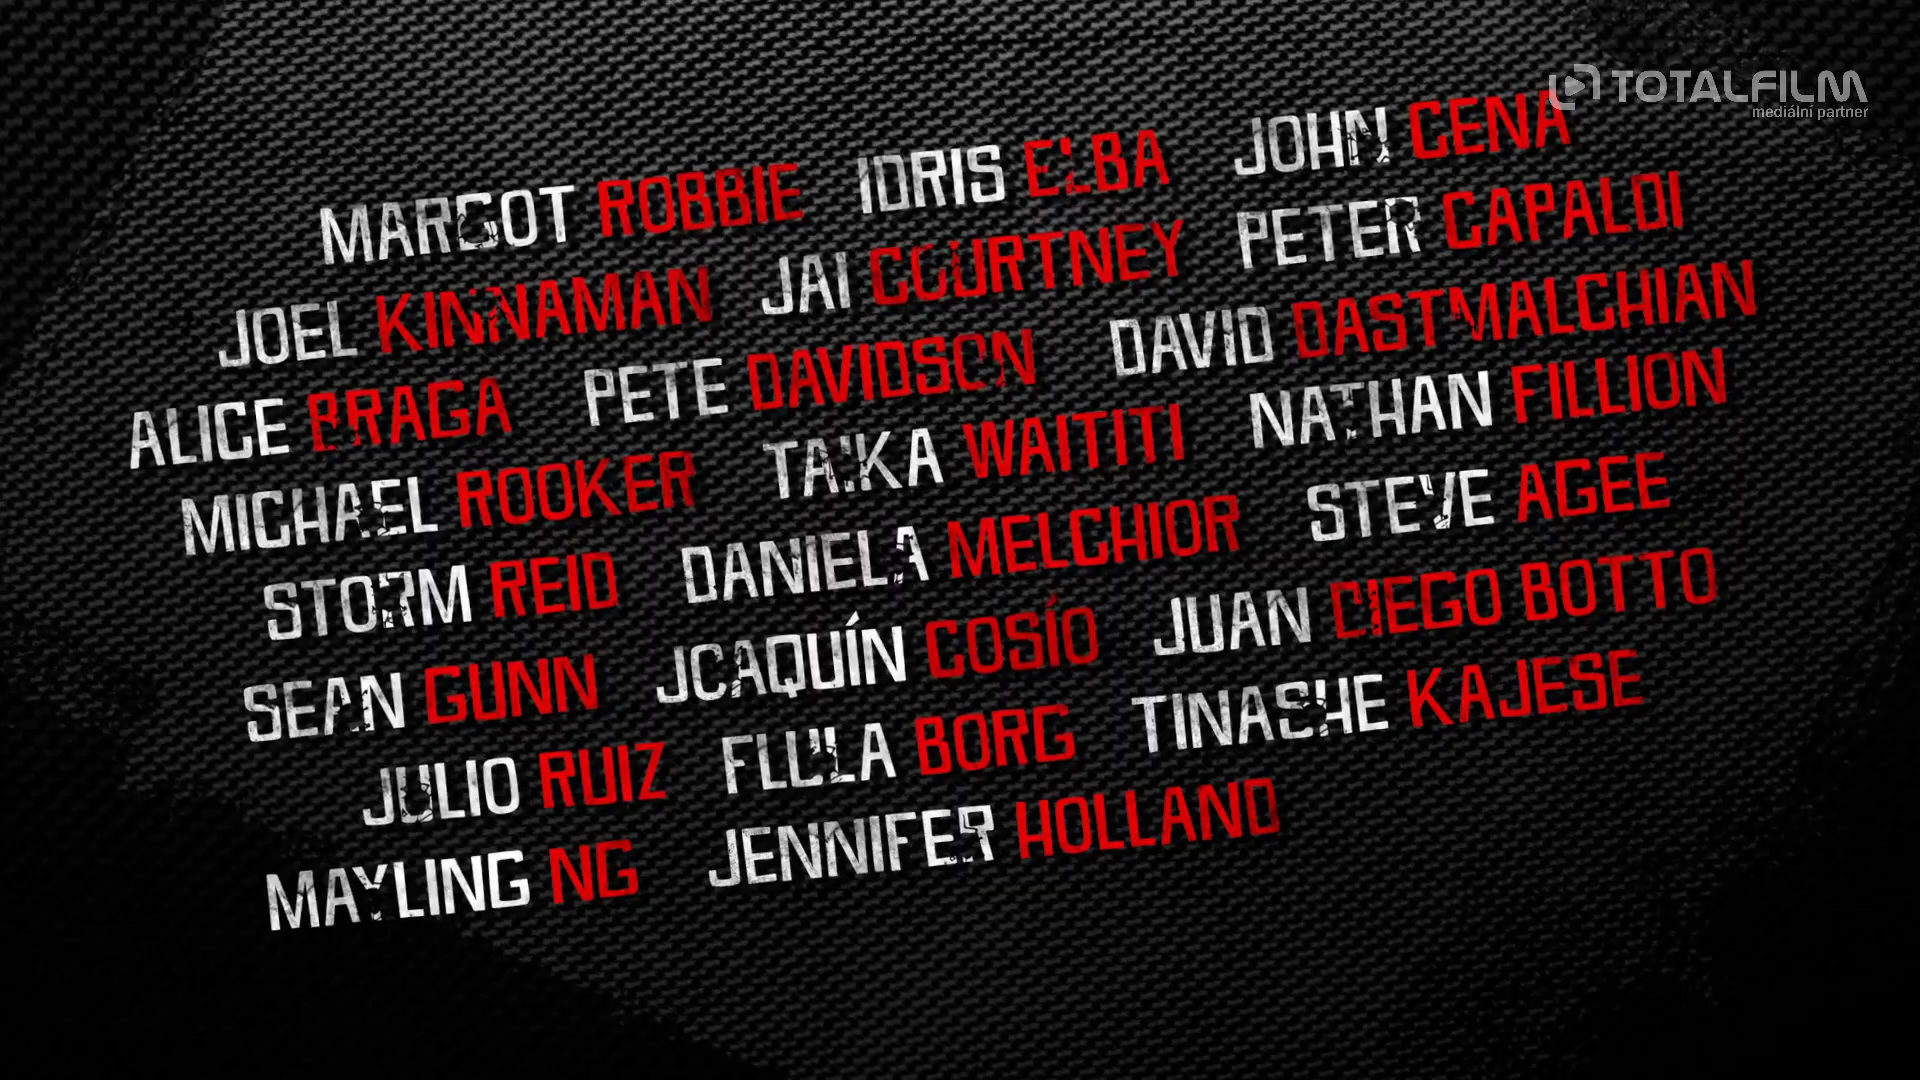 TOTALFILM
mediální partner
MARGOT ROBBIE IDRIS ELBA JOHN CENA
JOEL KINNAMAN JAI COURTNEY PETER CAPALDI
ALICE BRAGA PETE DAVIDSON DAVID DASTMALCHIAN
MICHAEL ROOKER TAIKA WAITITI NATHAN FILLION
STORM REID DANIELA MELCHIOR STEVE AGEE
SEAN GUNN JOAQUÍN COSÍO JUAN DIEGO BOTTO
JULIO RUIZ FLULA BORG TINASHE KAJESE
MAYLING NG JENNIFER HOLLAND